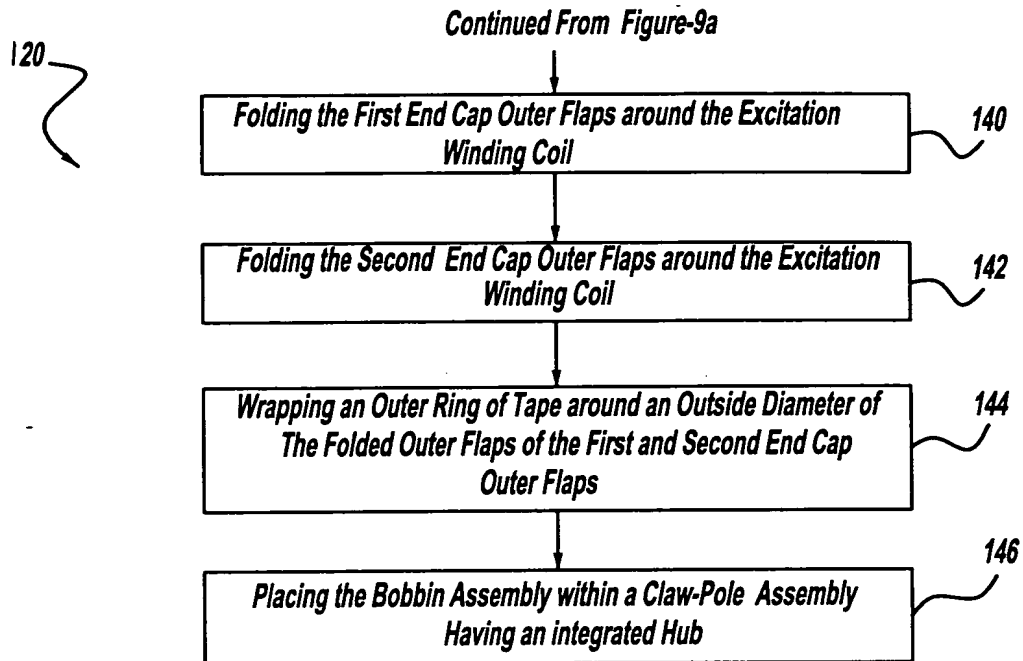 Continued From Figure-9a
120
Folding the First End Cap Outer Flaps around the Excitation
Winding Coil
140
Folding the Second End Cap Outer Flaps around the Excitation
Winding Coil
142
Wrapping an Outer Ring of Tape around an Outside Diameter of
The Folded Outer Flaps of the First and Second End Cap
Outer Flaps
144
Placing the Bobbin Assembly within a Claw-Pole Assembly
Having an integrated Hub
146